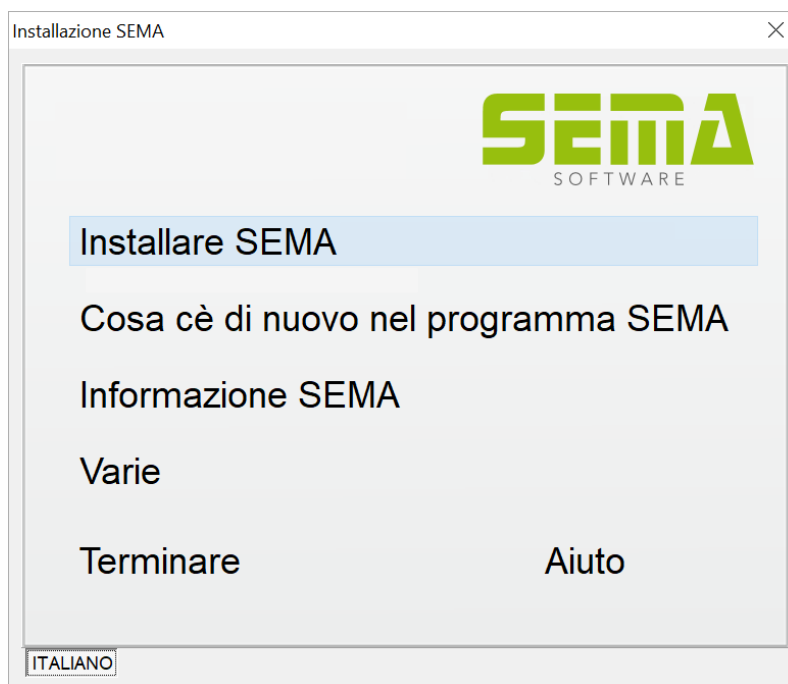 Installazione SEMA
SEMA
SOFTWARE
Installare SEMA
Cosa cè di nuovo nel programma SEMA
Informazione SEMA
Varie
Terminare Aiuto
ITALIANO